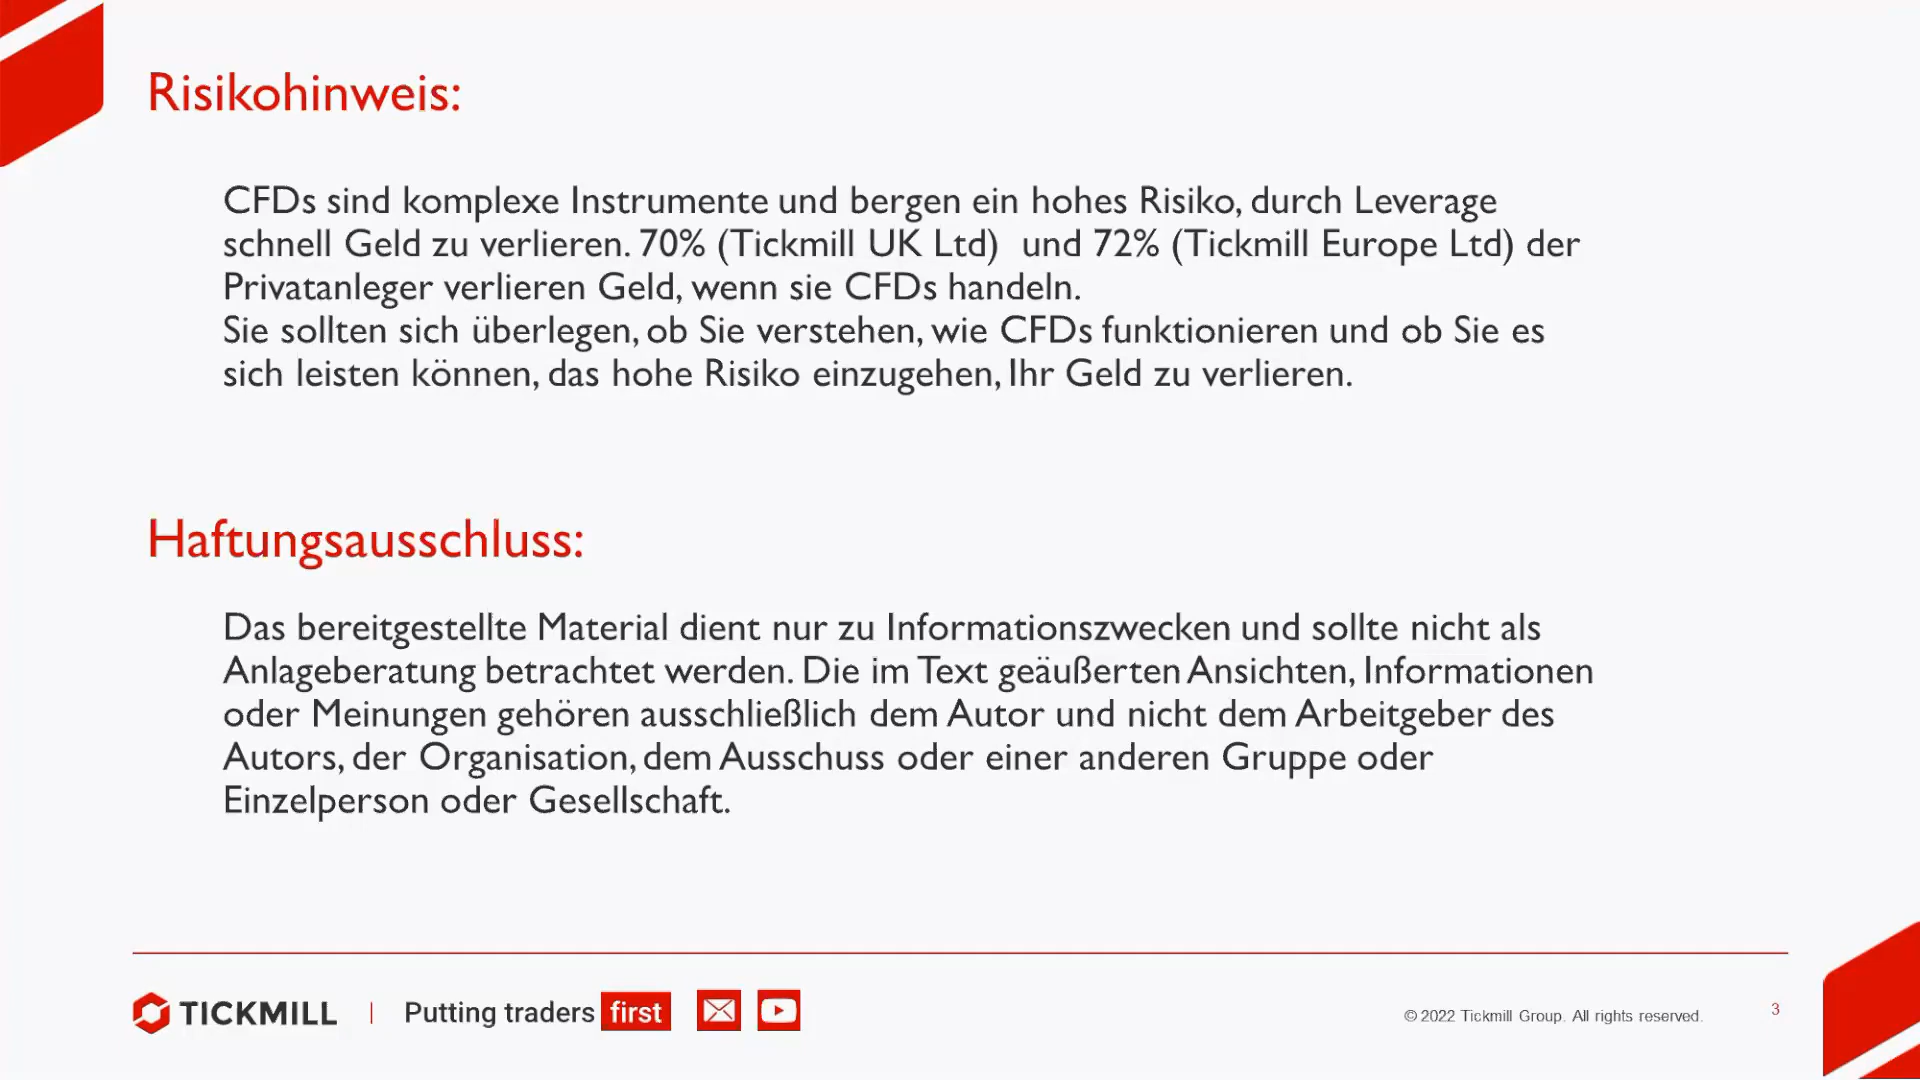 Risikohinweis:
CFDs sind komplexe Instrumente und bergen ein hohes Risiko, durch Leverage
schnell Geld zu verlieren. 70% (Tickmill UK Ltd) und 72% (Tickmill Europe Ltd) der
Privatanleger verlieren Geld, wenn sie CFDs handeln.
Sie sollten sich überlegen, ob Sie verstehen, wie CFDs funktionieren und ob Sie es
sich leisten können, das hohe Risiko einzugehen, Ihr Geld zu verlieren.
Haftungsausschluss:
Das bereitgestellte Material dient nur zu Informationszwecken und sollte nicht als
Anlageberatung betrachtet werden. Die im Text geäußerten Ansichten, Informationen
oder Meinungen gehören ausschließlich dem Autor und nicht dem Arbeitgeber des
Autors, der Organisation, dem Ausschuss oder einer anderen Gruppe oder
Einzelperson oder Gesellschaft.
TICKMILL | Putting traders first
© 2022 Tickmill Group. All rights reserved.
3